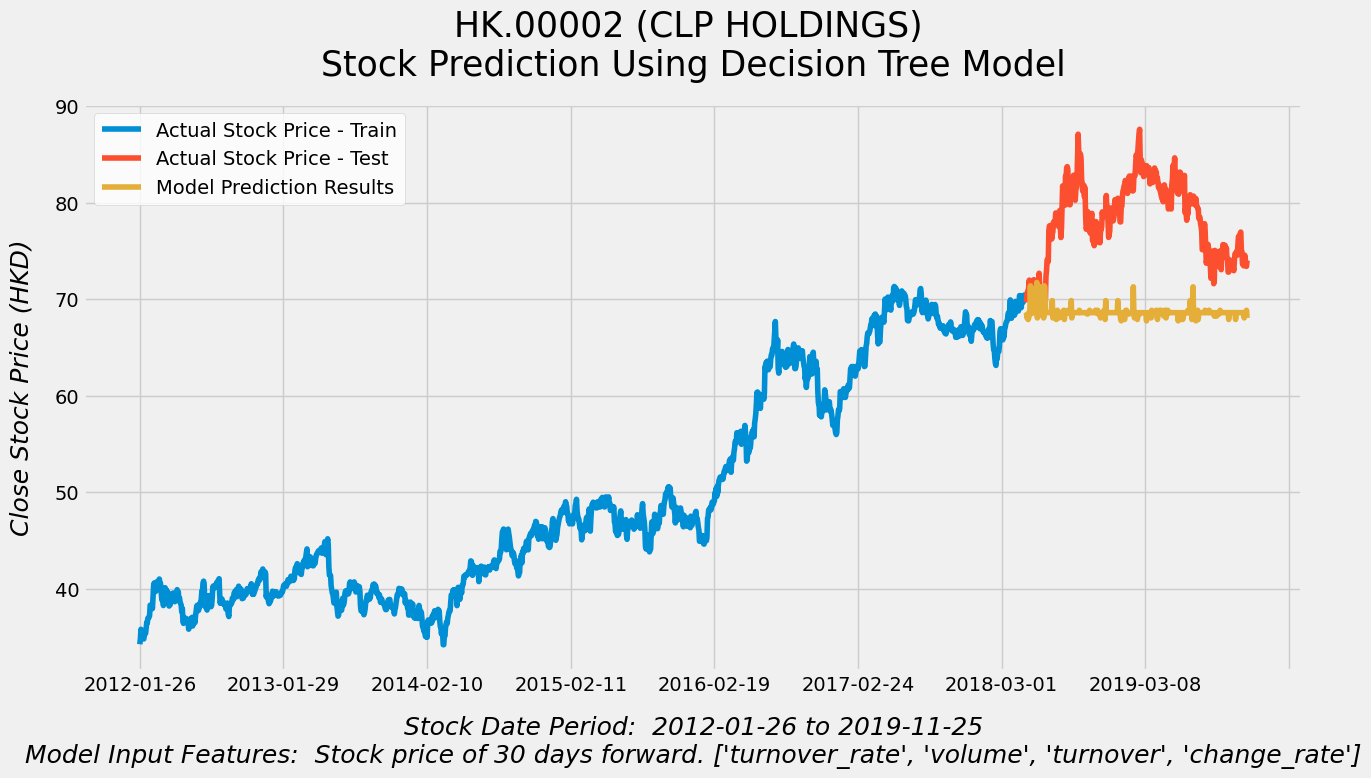 HK.00002 (CLP HOLDINGS)
Stock Prediction Using Decision Tree Model
Close Stock Price (HKD)
90
80
70
60
50
40
Actual Stock Price - Train
Actual Stock Price - Test
Model Prediction Results
2012-01-26 2013-01-29 2014-02-10 2015-02-11 2016-02-19 2017-02-24 2018-03-01 2019-03-08
Stock Date Period:  2012-01-26 to 2019-11-25
Model Input Features:  Stock price of 30 days forward. ['turnover_rate', 'volume', 'turnover', 'change_rate']